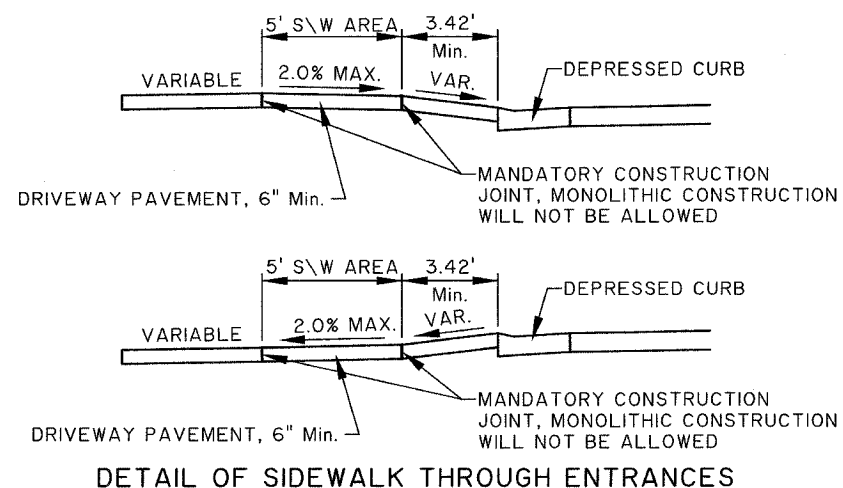 5' S\W AREA 3.42'
Min.
VARIABLE 2.0% MAX. VAR. DEPRESSED CURB
DRIVEWAY PAVEMENT, 6" Min.
MANDATORY CONSTRUCTION
JOINT, MONOLITHIC CONSTRUCTION
WILL NOT BE ALLOWED
5' S\W AREA 3.42'
Min.
VARIABLE 2.0% MAX. VAR. DEPRESSED CURB
DRIVEWAY PAVEMENT, 6" Min.
MANDATORY CONSTRUCTION
JOINT, MONOLITHIC CONSTRUCTION
WILL NOT BE ALLOWED
DETAIL OF SIDEWALK THROUGH ENTRANCES